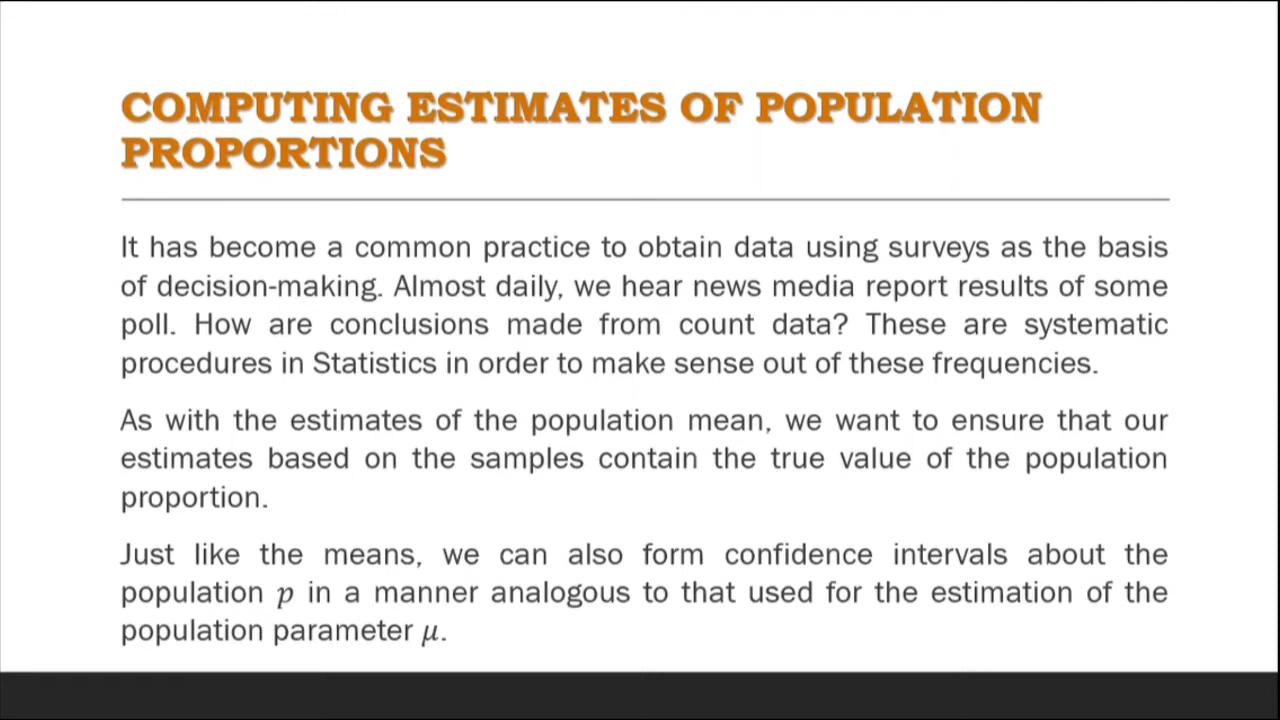 COMPUTING ESTIMATES OF POPULATION
PROPORTIONS
It has become a common practice to obtain data using surveys as the basis
of decision-making. Almost daily, we hear news media report results of some
poll. How are conclusions made from count data? These are systematic
procedures in Statistics in order to make sense out of these frequencies.
As with the estimates of the population mean, we want to ensure that our
estimates based on the samples contain the true value of the population
proportion.
Just like the means, we can also form confidence intervals about the
population p in a manner analogous to that used for the estimation of the
population parameter μ.